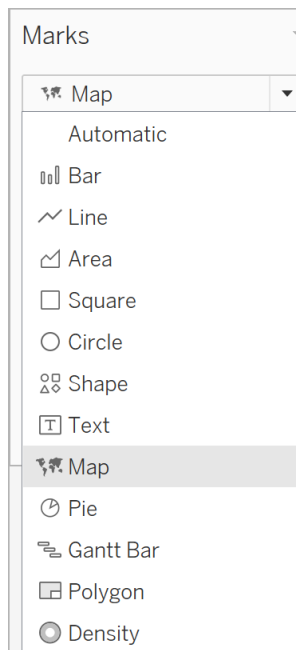 Marks
Map
Automatic
Bar
Line
Area
Square
Circle
Shape
T Text
Map
Pie
Gantt Bar
Polygon
Density